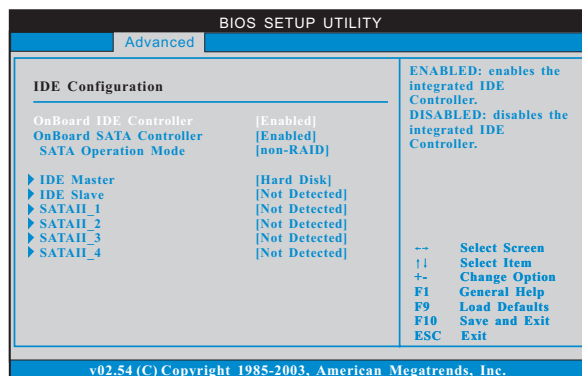 BIOS SETUP UTILITY
Advanced
IDE Configuration
OnBoard IDE Controller [Enabled]
OnBoard SATA Controller [Enabled]
SATA Operation Mode [non-RAID]
IDE Master [Hard Disk]
IDE Slave [Not Detected]
SATAII_1 [Not Detected]
SATAII_2 [Not Detected]
SATAII_3 [Not Detected]
SATAII_4 [Not Detected]
ENABLED: enables the
integrated IDE
Controller.
DISABLED: disables the
integrated IDE
Controller.
←→ Select Screen
↑↓ Select Item
+- Change Option
F1 General Help
F9 Load Defaults
F10 Save and Exit
ESC Exit
v02.54 (C) Copyright 1985-2003, American Megatrends, Inc.